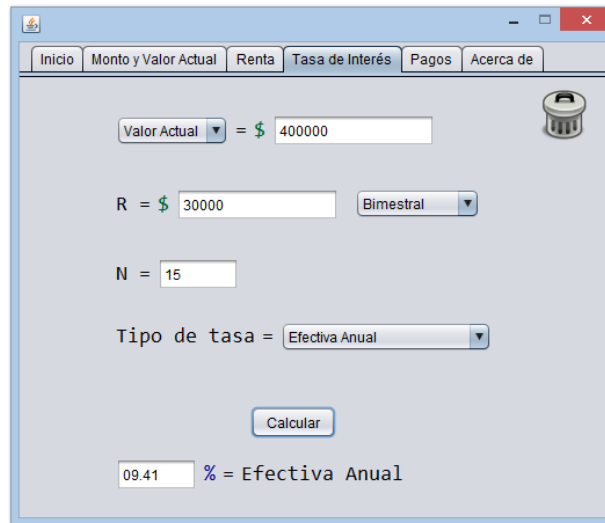 Inicio Monto y Valor Actual Renta Tasa de Interés Pagos Acerca de
Valor Actual = $ 400000
R = $ 30000 Bimestral
N = 15
Tipo de tasa = Efectiva Anual
Calcular
09.41 % = Efectiva Anual